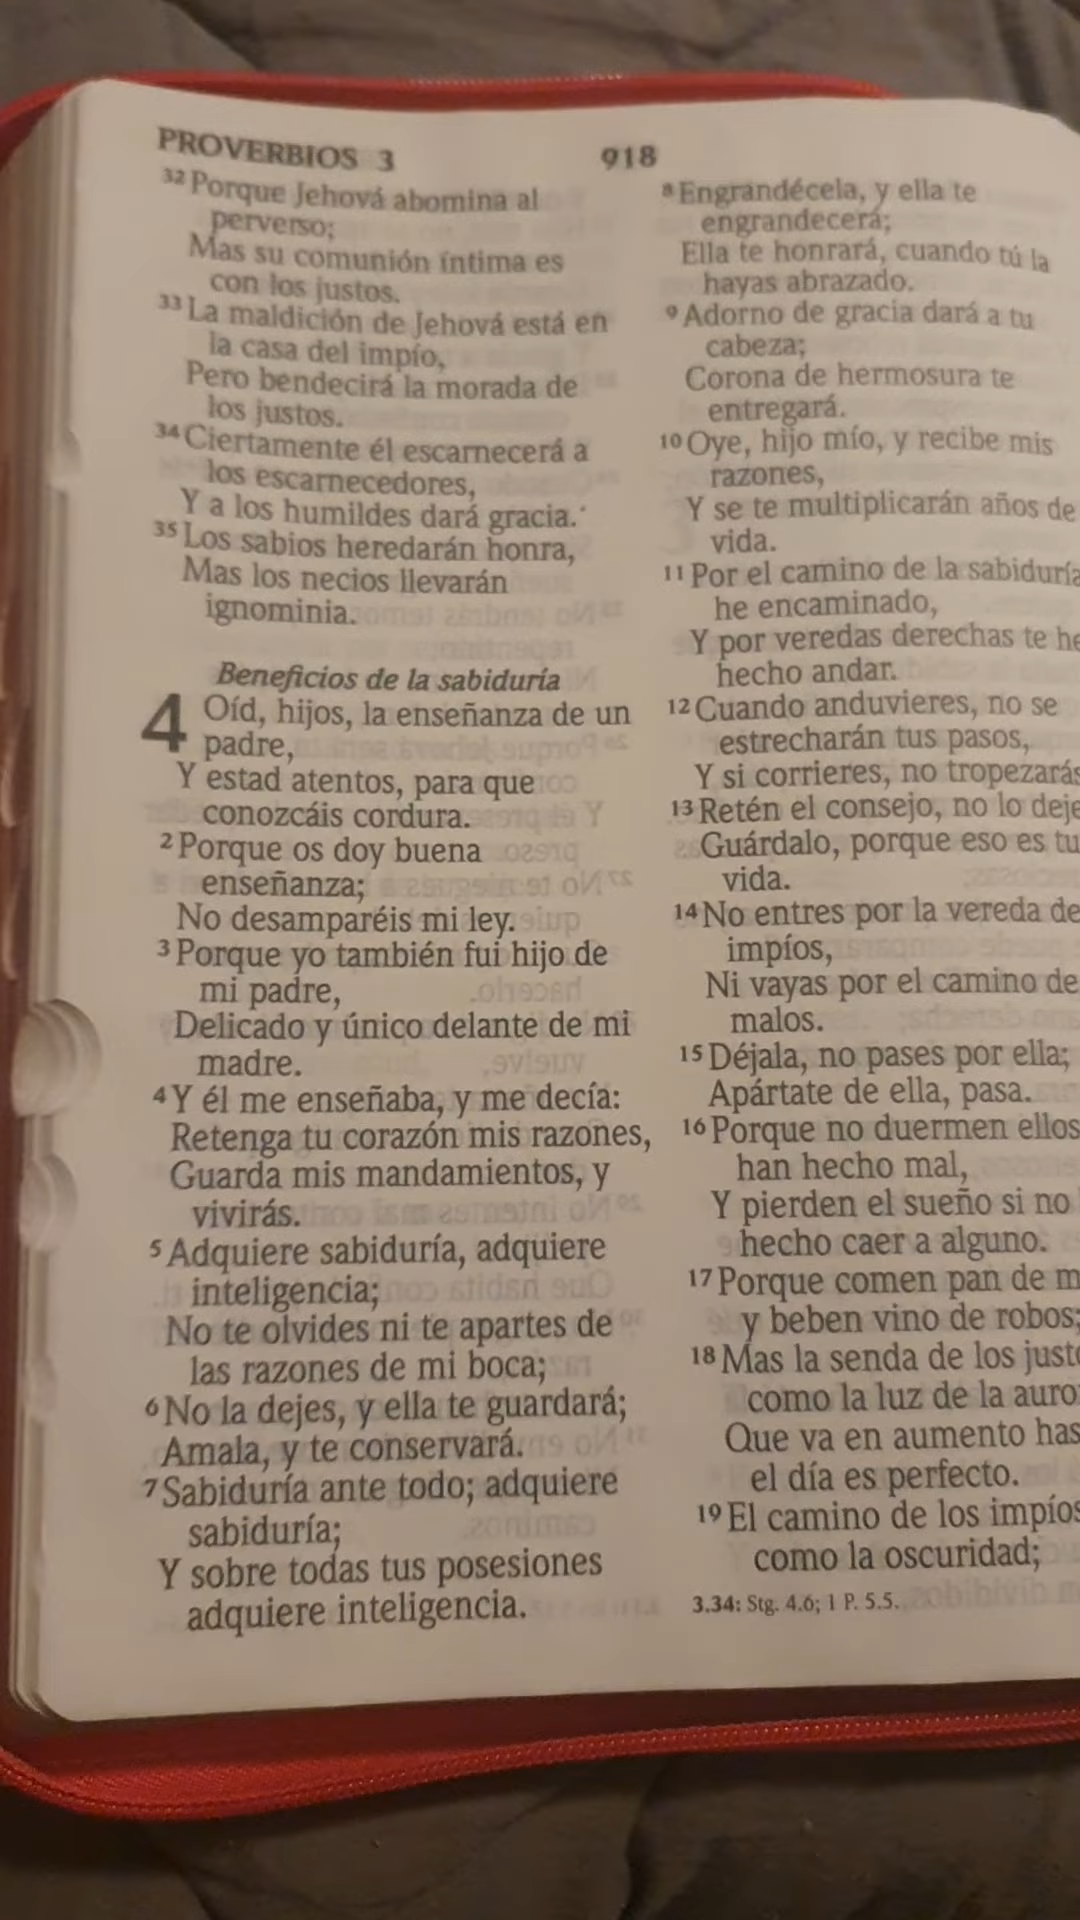 PROVERBIOS 3
918
32 Porque Jehová abomina al
perverso;
Mas su comunión íntima es
con los justos.
33 La maldición de Jehová está en
la casa del impío,
Pero bendecirá la morada de
los justos.
34 Ciertamente él escarnecerá a
los escarnecedores,
Y a los humildes dará gracia.
35 Los sabios heredarán honra,
Mas los necios llevarán
ignominia.
Beneficios de la sabiduría
4 Oíd, hijos, la enseñanza de un
padre,
Y estad atentos, para que
conozcáis cordura.
2 Porque os doy buena
enseñanza;
No desamparéis mi ley.
3 Porque yo también fui hijo de
mi padre,
Delicado y único delante de mi
madre.
4 Y él me enseñaba, y me decía:
Retenga tu corazón mis razones,
Guarda mis mandamientos, y
vivirás.
5 Adquiere sabiduría, adquiere
inteligencia;
No te olvides ni te apartes de
las razones de mi boca;
6 No la dejes, y ella te guardará;
Amala, y te conservará.
7 Sabiduría ante todo; adquiere
sabiduría;
Y sobre todas tus posesiones
adquiere inteligencia.
8 Engrandécela, y ella te
engrandecerá;
Ella te honrará, cuando tú la
hayas abrazado.
9 Adorno de gracia dará a tu
cabeza;
Corona de hermosura te
entregará.
10 Oye, hijo mío, y recibe mis
razones,
Y se te multiplicarán años de
vida.
11 Por el camino de la sabiduría
he encaminado,
Y por veredas derechas te he
hecho andar.
12 Cuando anduvieres, no se
estrecharán tus pasos,
Y si corrieres, no tropezarás
13 Retén el consejo, no lo deje
Guárdalo, porque eso es tu
vida.
14 No entres por la vereda de
impíos,
Ni vayas por el camino de
malos.
15 Déjala, no pases por ella;
Apártate de ella, pasa.
16 Porque no duermen ellos
han hecho mal,
Y pierden el sueño si no
hecho caer a alguno.
17 Porque comen pan de m
y beben vino de robos;
18 Mas la senda de los justo
como la luz de la auro
Que va en aumento has
el día es perfecto.
19 El camino de los impíos
como la oscuridad;
3.34: Stg. 4.6; 1 P. 5.5.